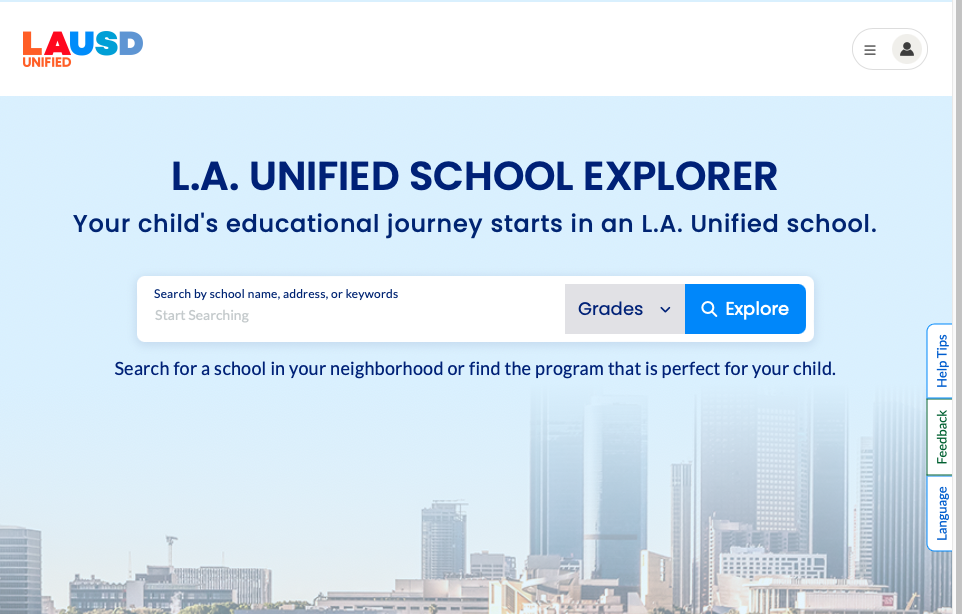 LAUSD
UNIFIED
L.A. UNIFIED SCHOOL EXPLORER
Your child's educational journey starts in an L.A. Unified school.
Search by school name, address, or keywords
Start Searching
Grades
Explore
Search for a school in your neighborhood or find the program that is perfect for your child.
Help Tips
Feedback
Language